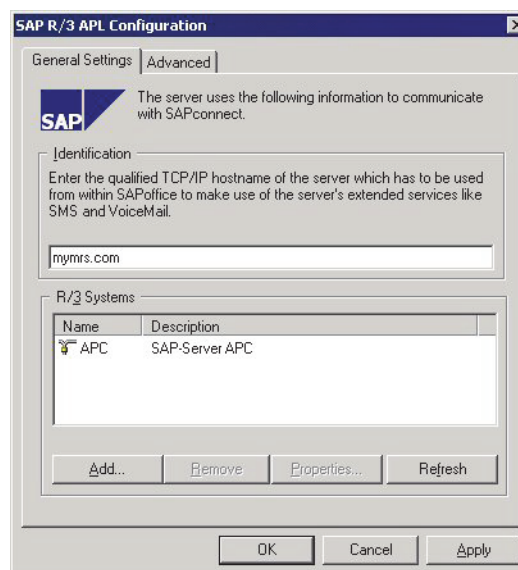 SAP R/3 APL Configuration
General Settings
Advanced
SAP
The server uses the following information to communicate
with SAPconnect.
Identification
Enter the qualified TCP/IP hostname of the server which has to be used
from within SAPoffice to make use of the server's extended services like
SMS and VoiceMail.
mymrs.com
R/3 Systems
Name Description
APC SAP-Server APC
Add... Remove Properties... Refresh
OK Cancel Apply